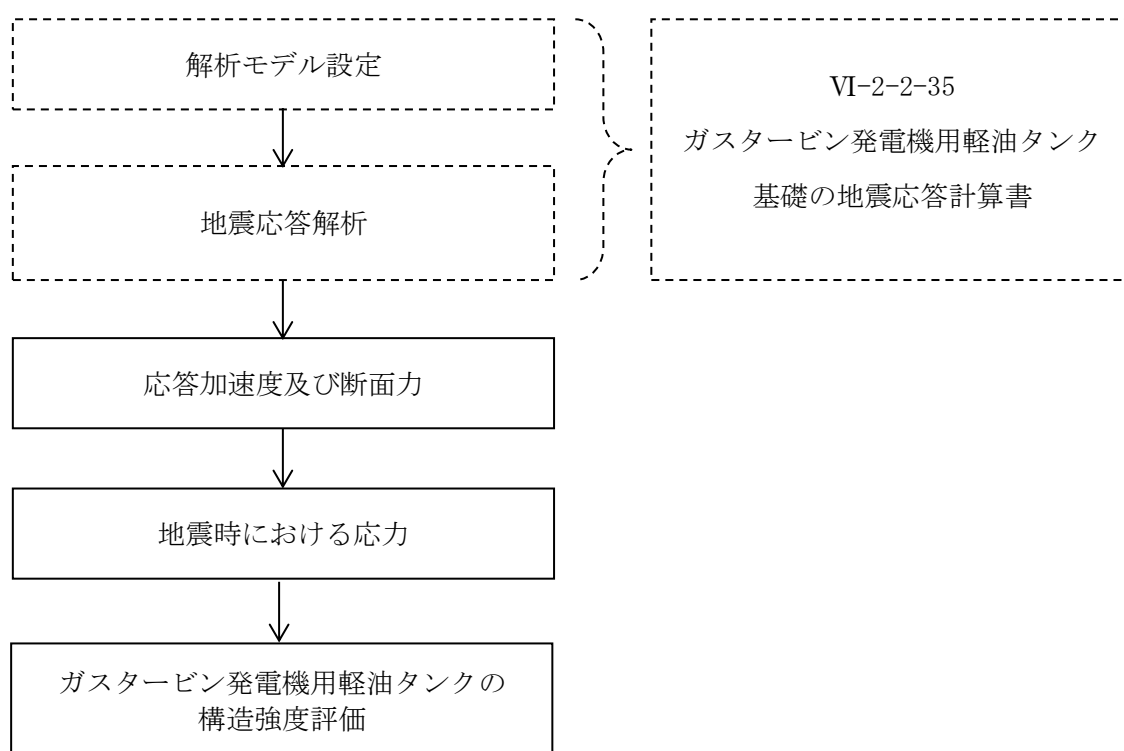 解析モデル設定
地震応答解析
Ⅵ-2-2-35
ガスタービン発電機用軽油タンク
基礎の地震応答計算書
応答加速度及び断面力
地震時における応力
ガスタービン発電機用軽油タンクの
構造強度評価